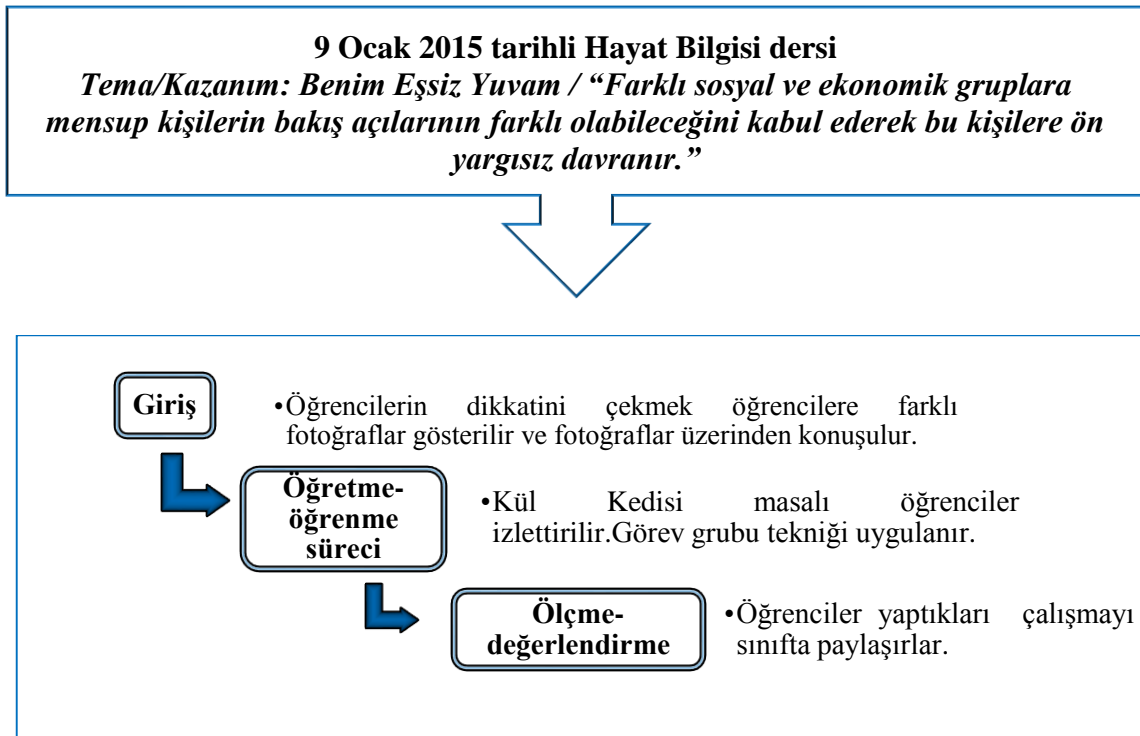 9 Ocak 2015 tarihli Hayat Bilgisi dersi
Tema/Kazanım: Benim Eşsiz Yuvam / “Farklı sosyal ve ekonomik gruplara
mensup kişilerin bakış açılarının farklı olabileceğini kabul ederek bu kişilere ön
yargısız davranır.”
Giriş
•Öğrencilerin dikkatini çekmek öğrencilere farklı
fotoğraflar gösterilir ve fotoğraflar üzerinden konuşulur.
Öğretme-
öğrenme
süreci
•Kül Kedisi masalı öğrenciler
izlettirilir.Görev grubu tekniği uygulanır.
Ölçme-
değerlendirme
•Öğrenciler yaptıkları çalışmayı
sınıfta paylaşırlar.